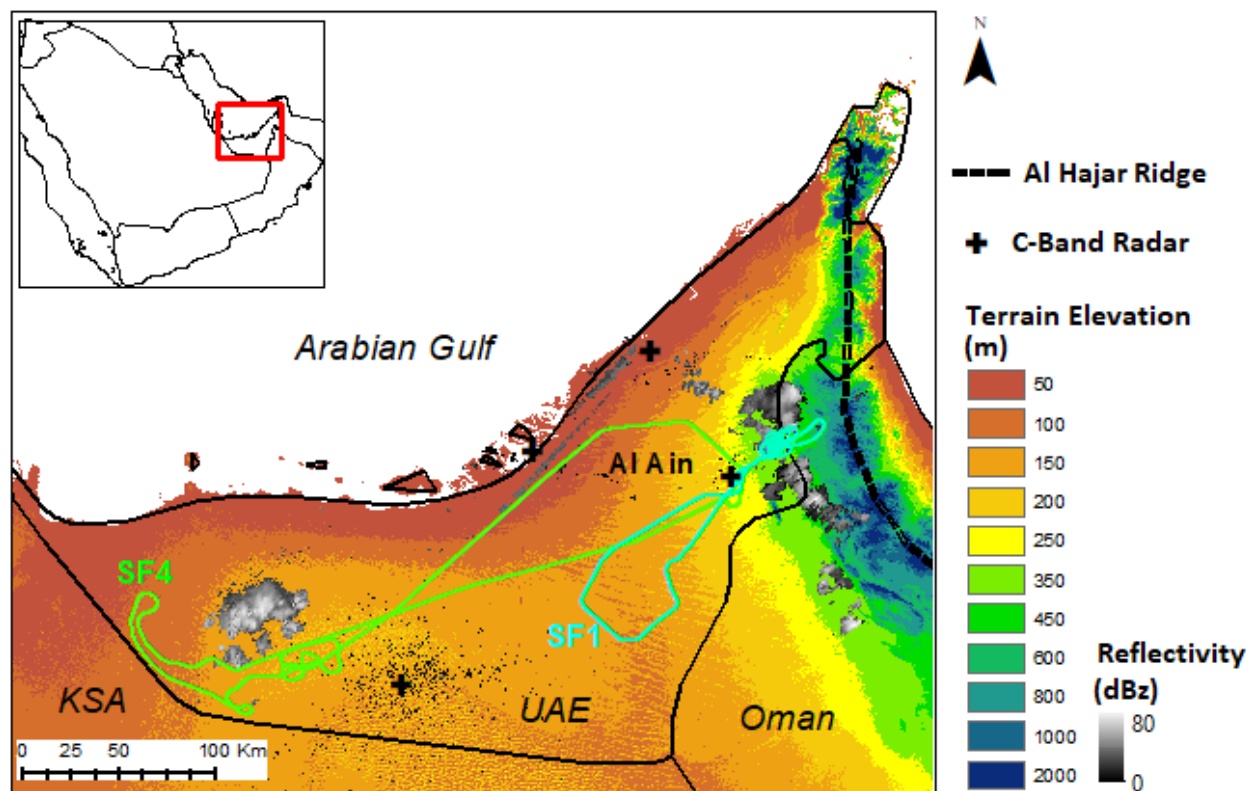 N
Al Hajar Ridge
C-Band Radar
Terrain Elevation
(m)
50
100
150
200
250
350
450
600
800
1000
2000
Reflectivity
(dBz)
80
0
Arabian Gulf
Al Ain
SF4
SF1
KSA
UAE
Oman
0 25 50 100 Km